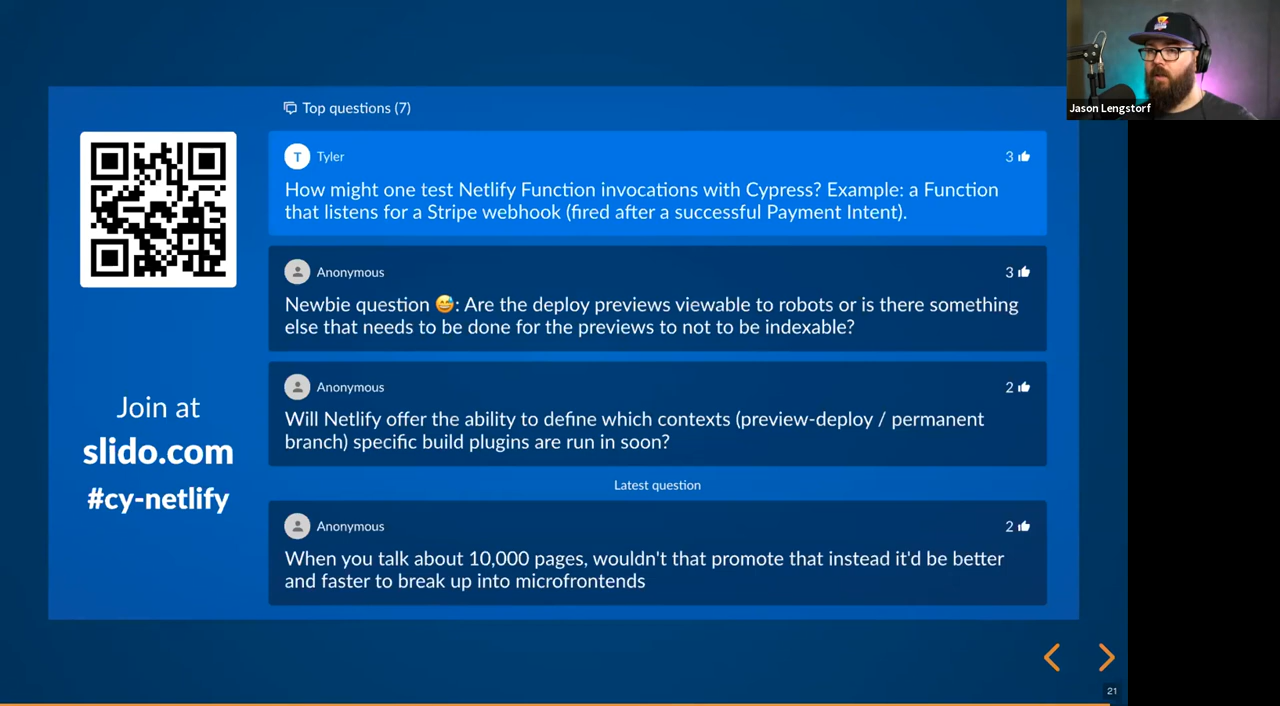 Top questions (7)
T
Tyler
3
How might one test Netlify Function invocations with Cypress? Example: a Function
that listens for a Stripe webhook (fired after a successful Payment Intent).
Anonymous
3
Newbie question 😅: Are the deploy previews viewable to robots or is there something
else that needs to be done for the previews to not to be indexable?
Anonymous
2
Will Netlify offer the ability to define which contexts (preview-deploy / permanent
branch) specific build plugins are run in soon?
Latest question
Anonymous
2
When you talk about 10,000 pages, wouldn't that promote that instead it'd be better
and faster to break up into microfrontends
Join at
slido.com
#cy-netlify
Jason Lengstorf
21